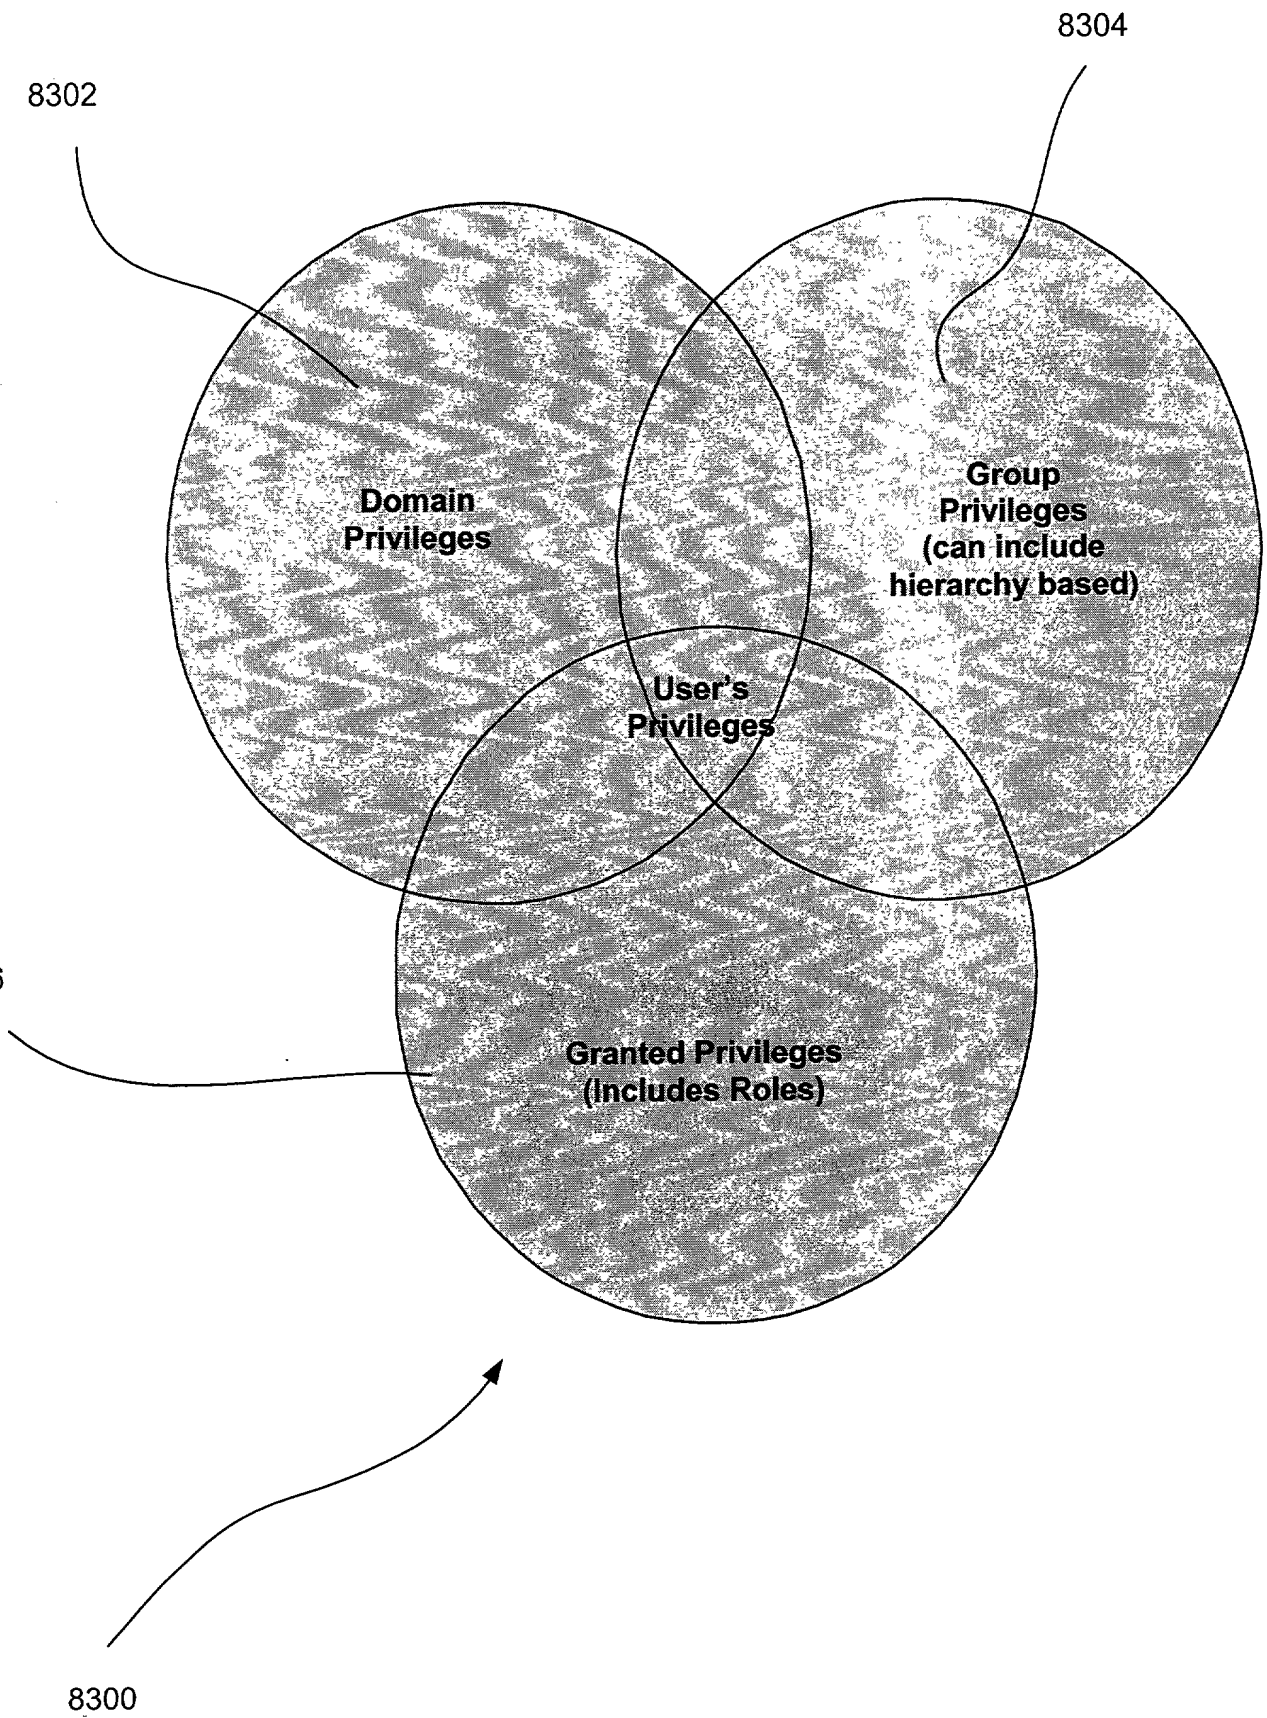 8304
8302
Group
Privileges
(can include
hierarchy based)
Domain
Privileges
User's
Privileges
Granted Privileges
(Includes Roles)
8300